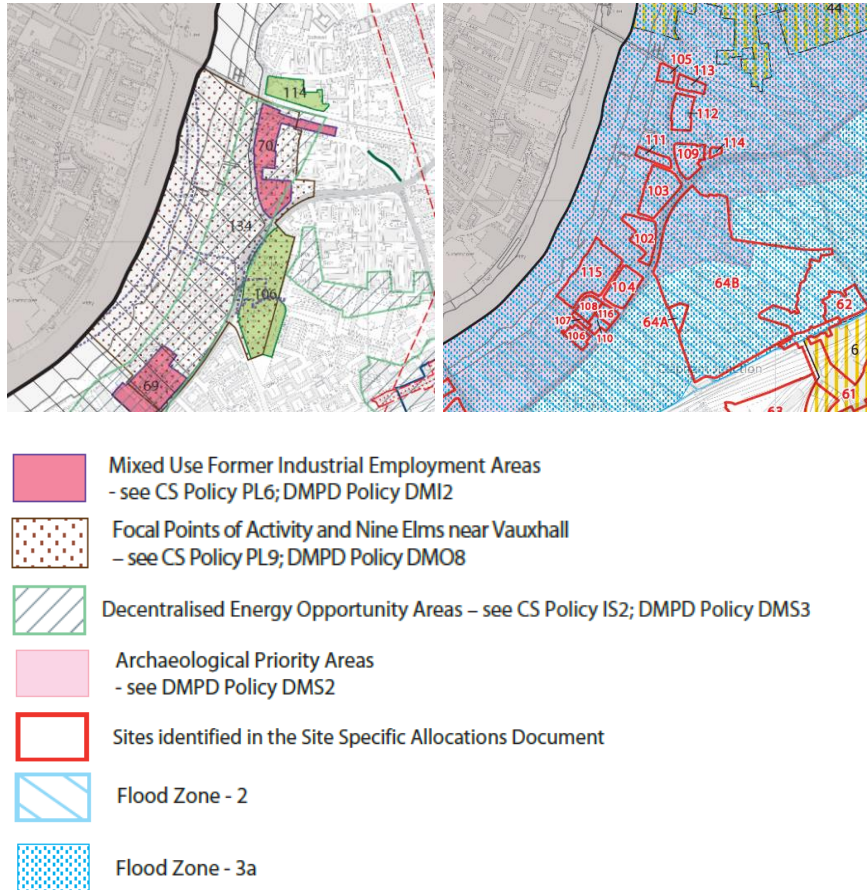 114
70
134
106
69
44
105
113
112
111
114
109
103
102
115
104
64B
108
116
107
64A
62
106
110
6
61
63
Mixed Use Former Industrial Employment Areas
- see CS Policy PL6; DMPD Policy DMI2
Focal Points of Activity and Nine Elms near Vauxhall
– see CS Policy PL9; DMPD Policy DMO8
Decentralised Energy Opportunity Areas – see CS Policy IS2; DMPD Policy DMS3
Archaeological Priority Areas
- see DMPD Policy DMS2
Sites identified in the Site Specific Allocations Document
Flood Zone - 2
Flood Zone - 3a